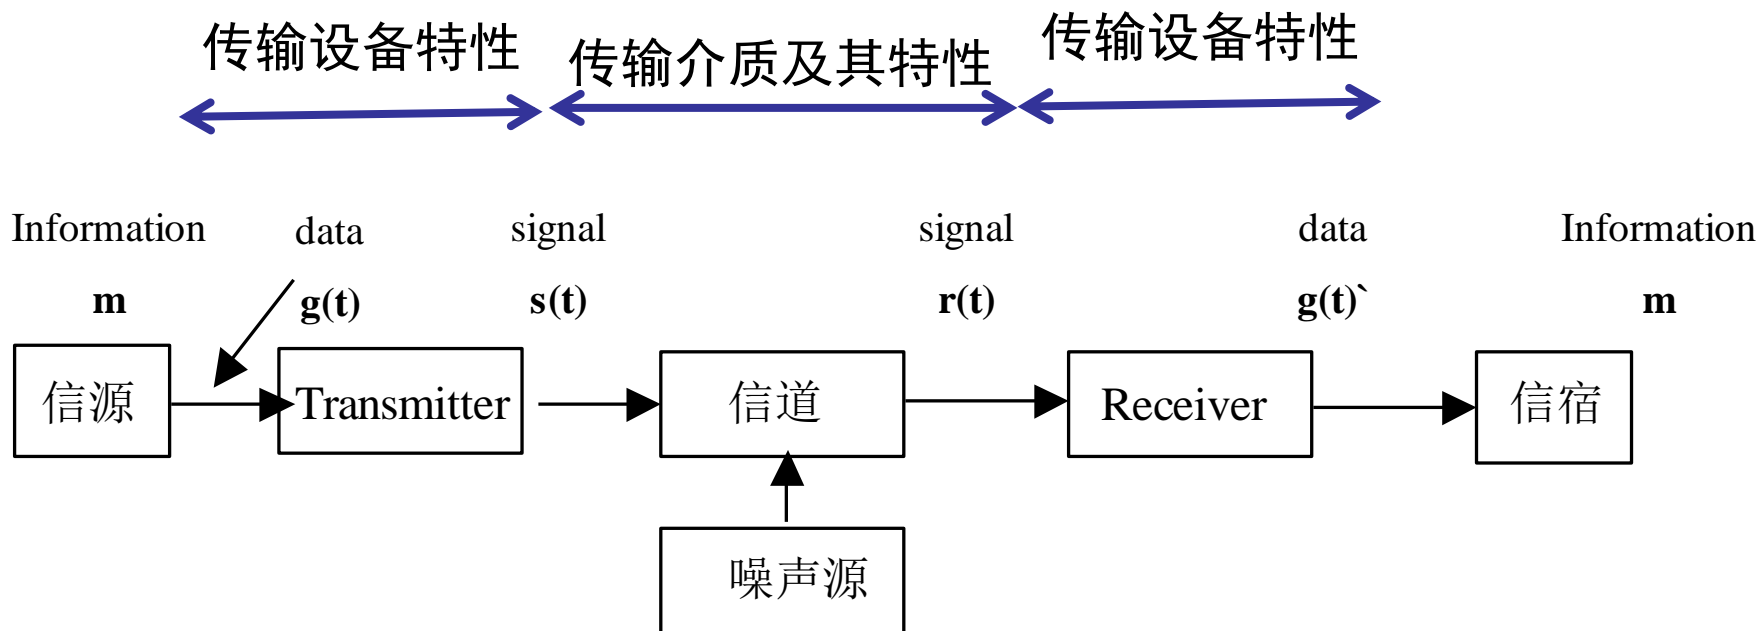 传输设备特性 传输介质及其特性 传输设备特性
Information data signal signal data Information
m g(t) s(t) r(t) g(t)` m
信源 Transmitter 信道 Receiver 信宿
噪声源